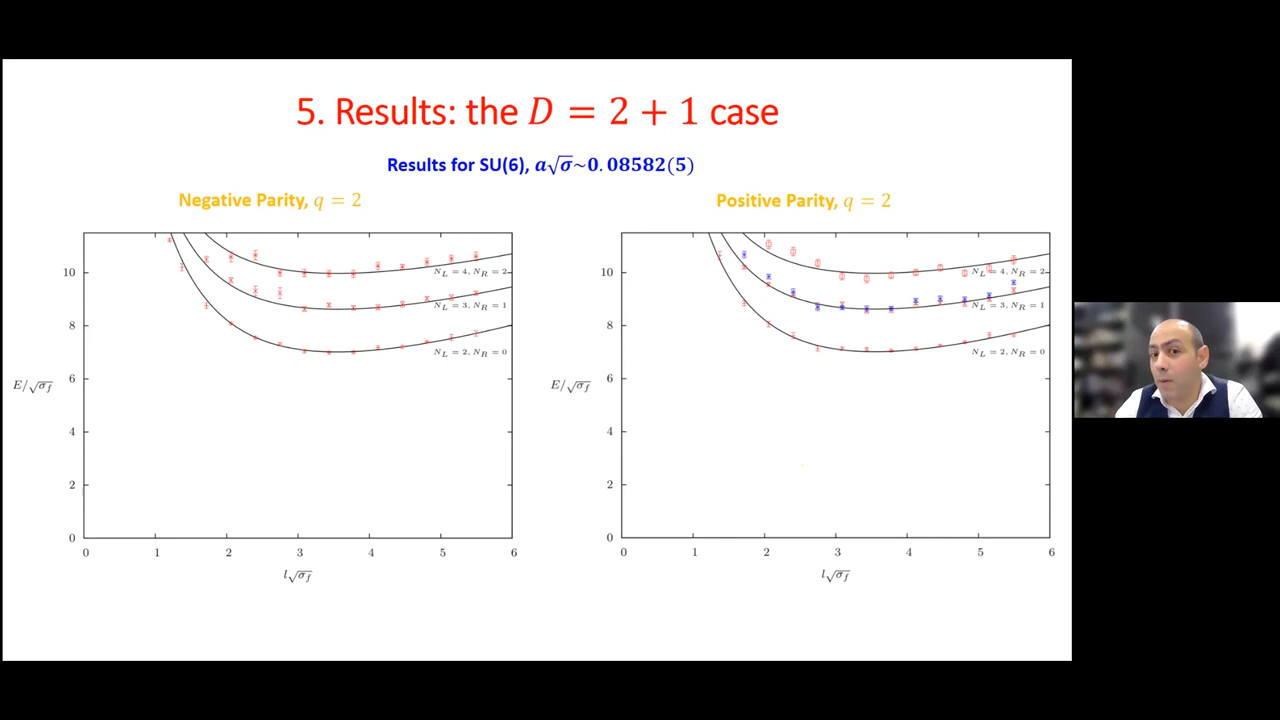 5. Results: the D = 2 + 1 case
Results for SU(6), a√σ~0.08582(5)
Negative Parity, q = 2
Positive Parity, q = 2
10
8
6
4
2
0
E/√σf
N_L = 4, N_R = 2
N_L = 3, N_R = 1
N_L = 2, N_R = 0
0 1 2 3 4 5 6
l√σf
10
8
6
4
2
0
E/√σf
N_L = 4, N_R = 2
N_L = 3, N_R = 1
N_L = 2, N_R = 0
0 1 2 3 4 5 6
l√σf